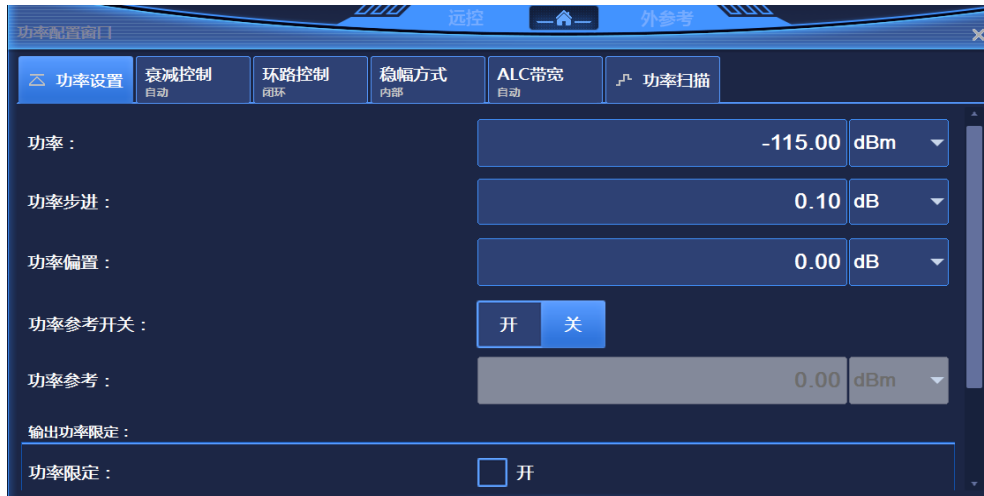 远控 外参考
功率配置窗口
功率设置 衰减控制 环路控制 稳幅方式 ALC带宽 功率扫描
自动 闭环 内部 自动
功率： -115.00 dBm
功率步进： 0.10 dB
功率偏置： 0.00 dB
功率参考开关： 开 关
功率参考： 0.00 dBm
输出功率限定：
功率限定： 开